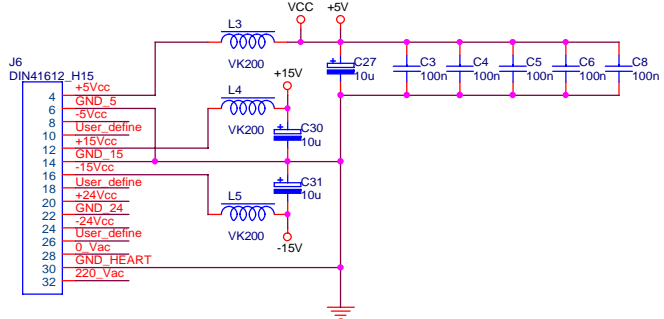 VCC +5V
L3
VK200
J6
DIN41612_H15
C27
10u
C3
100n
C4
100n
C5
100n
C6
100n
C8
100n
+15V
L4
VK200
C30
10u
C31
10u
L5
VK200
-15V
4 +5Vcc
6 GND_5
8 -5Vcc
10 User_define
12 +15Vcc
14 GND_15
16 -15Vcc
18 User_define
20 +24Vcc
22 GND_24
24 -24Vcc
26 User_define
28 0_Vac
30 GND_HEART
32 220_Vac